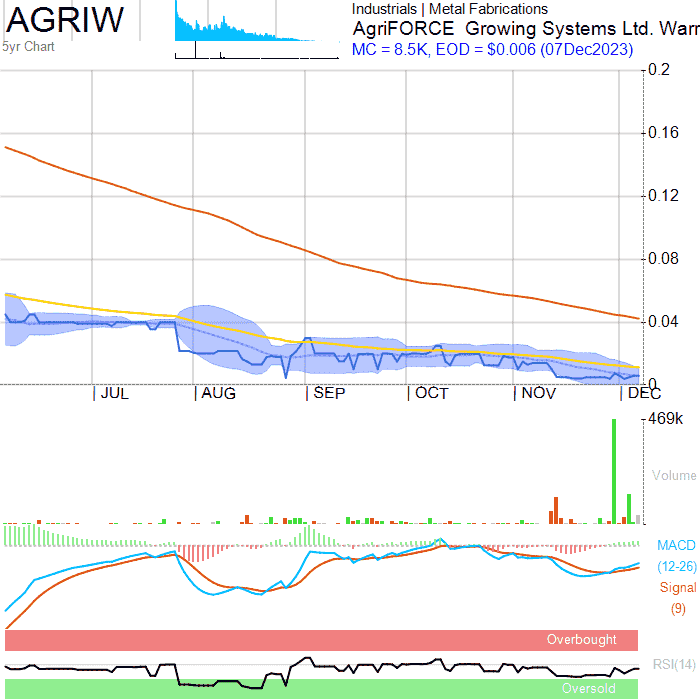 AGRIW
5yr Chart
Industrials | Metal Fabrications
AgriFORCE Growing Systems Ltd. Warr
MC = 8.5K, EOD = $0.006 (07Dec2023)
0.2
0.16
0.12
0.08
0.04
0
JUL AUG SEP OCT NOV DEC
469k
Volume
MACD
(12-26)
Signal
(9)
Overbought
RSI(14)
Oversold